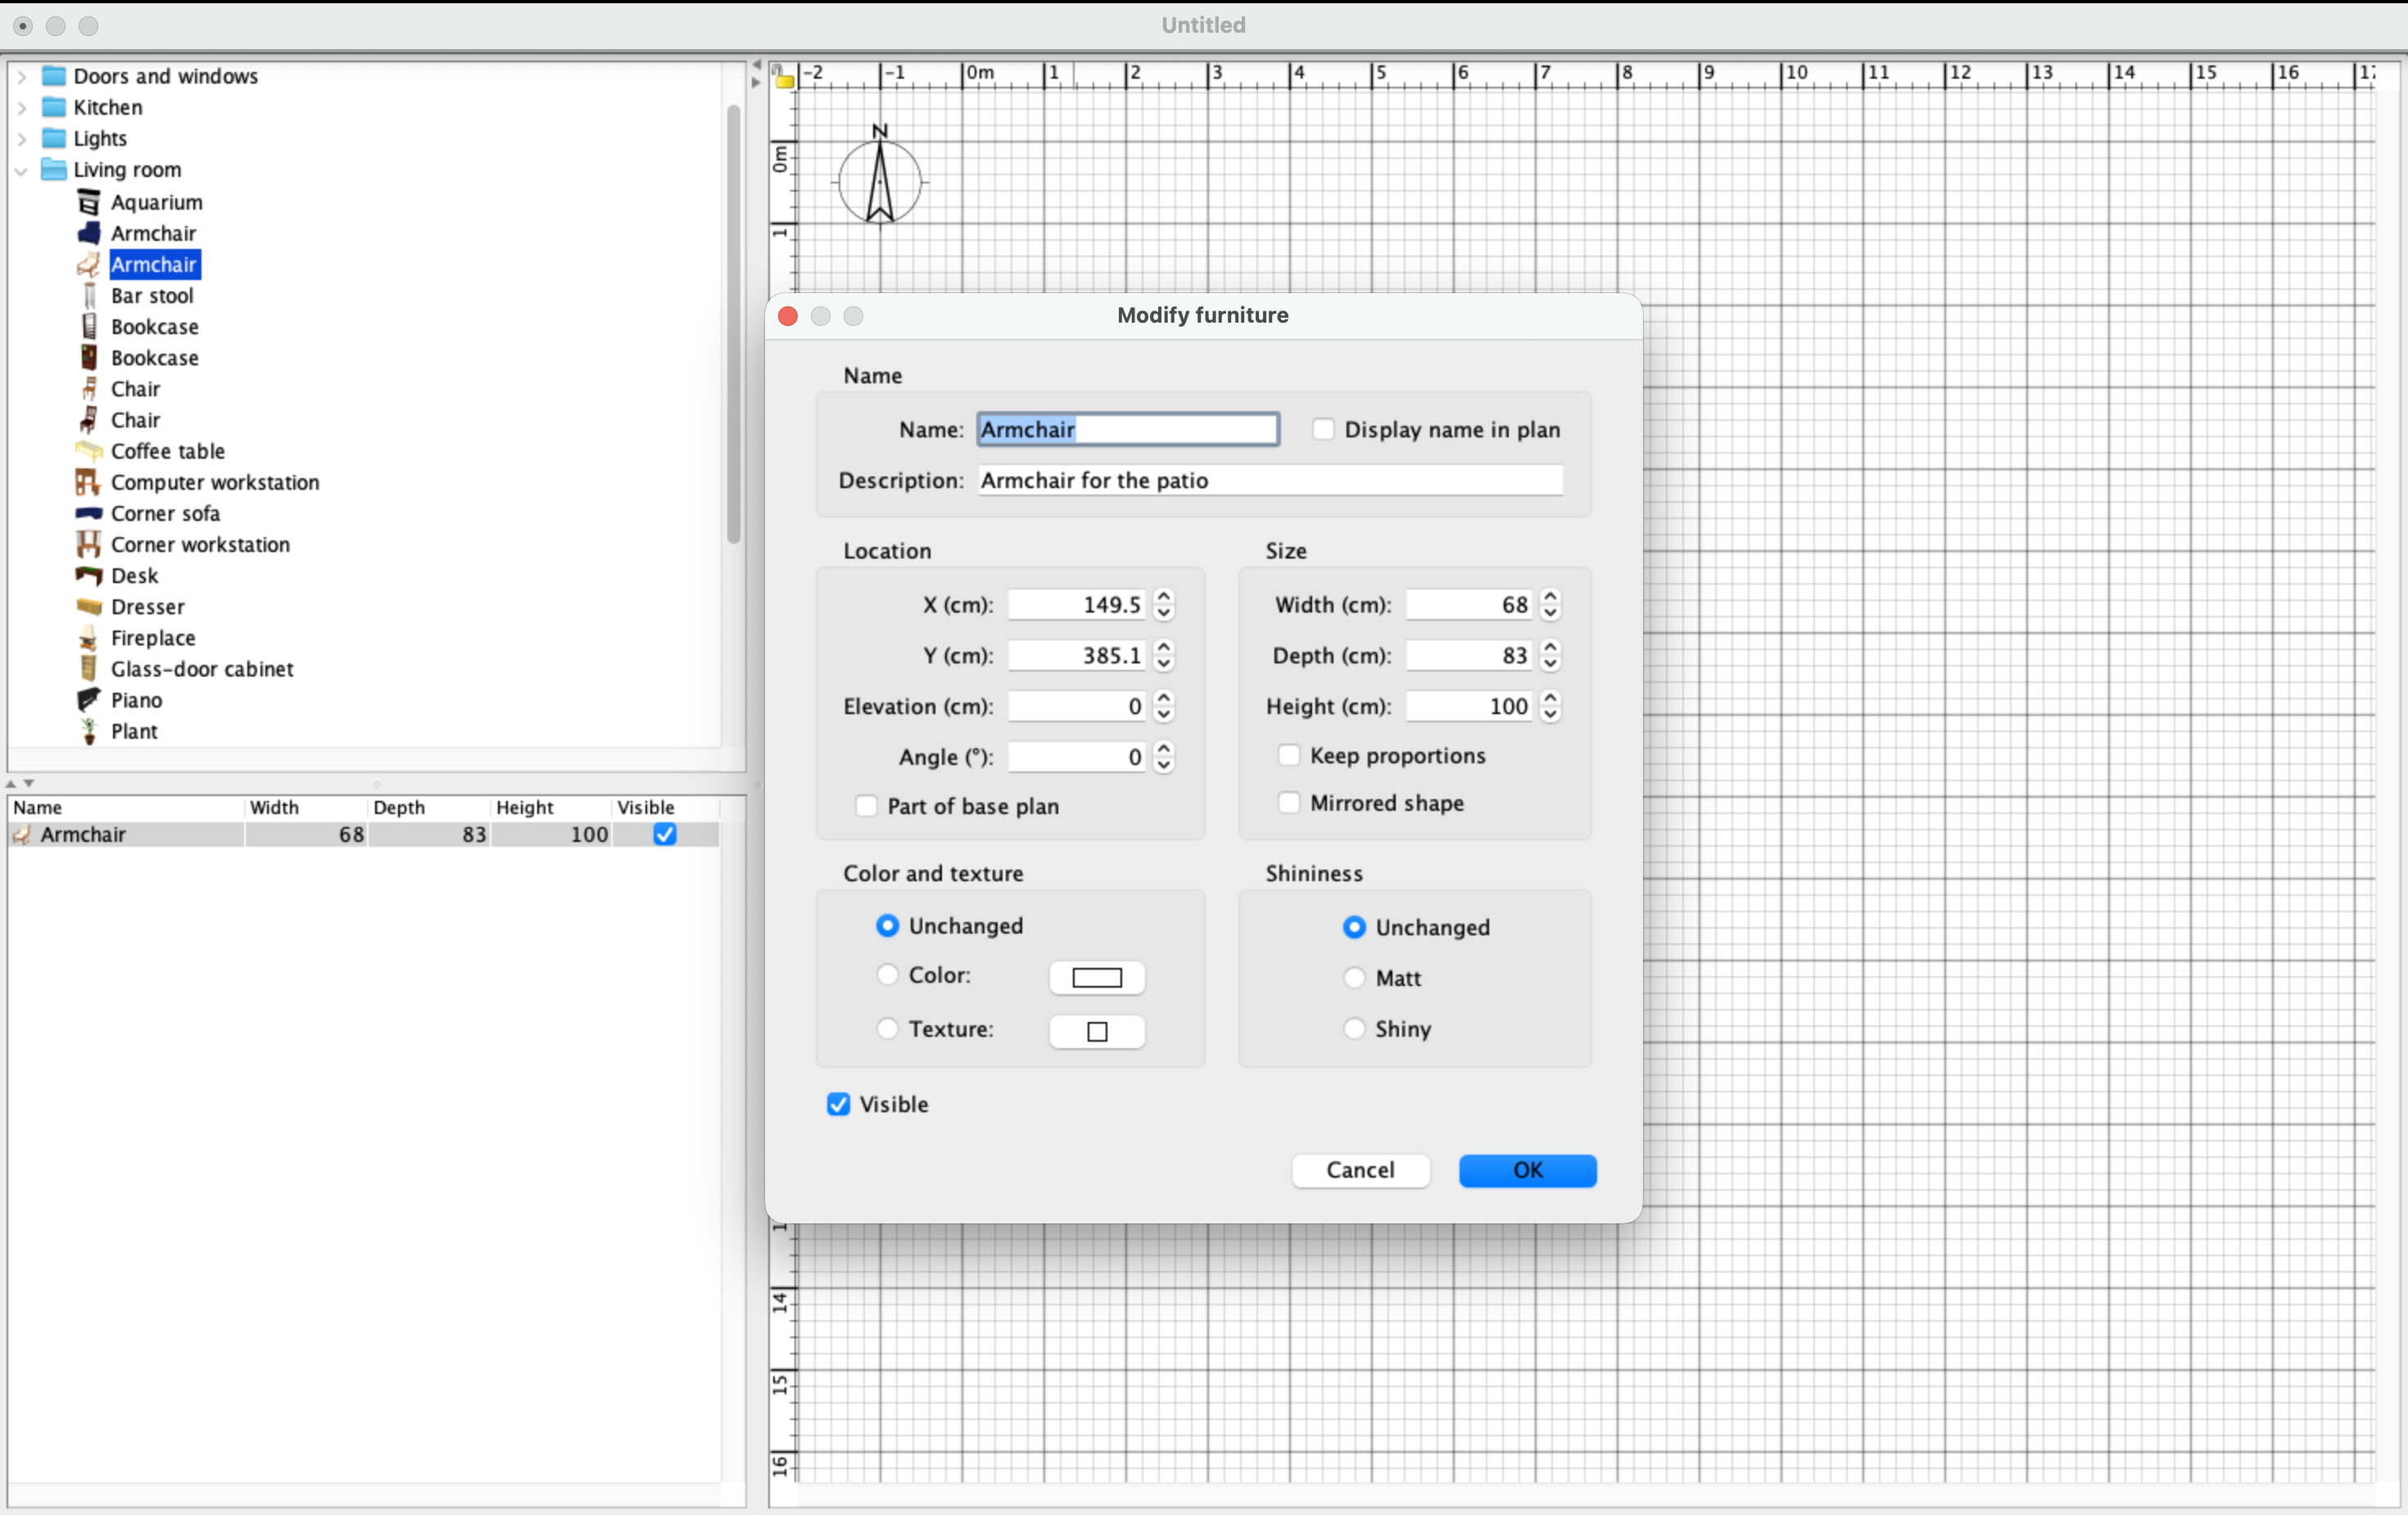 Untitled
Doors and windows
Kitchen
Lights
Living room
Aquarium
Armchair
Armchair
Bar stool
Bookcase
Bookcase
Chair
Chair
Coffee table
Computer workstation
Corner sofa
Corner workstation
Desk
Dresser
Fireplace
Glass-door cabinet
Piano
Plant
Name Width Depth Height Visible
Armchair 68 83 100
-2 -1 0m 1 2 3 4 5 6 7 8 9 10 11 12 13 14 15 16
N
0m
1
Modify furniture
Name
Name: Armchair Display name in plan
Description: Armchair for the patio
Location
X (cm): 149.5
Y (cm): 385.1
Elevation (cm): 0
Angle (°): 0
Part of base plan
Size
Width (cm): 68
Depth (cm): 83
Height (cm): 100
Keep proportions
Mirrored shape
Color and texture
Unchanged
Color:
Texture:
Shininess
Unchanged
Matt
Shiny
Visible
Cancel OK
14
15
16